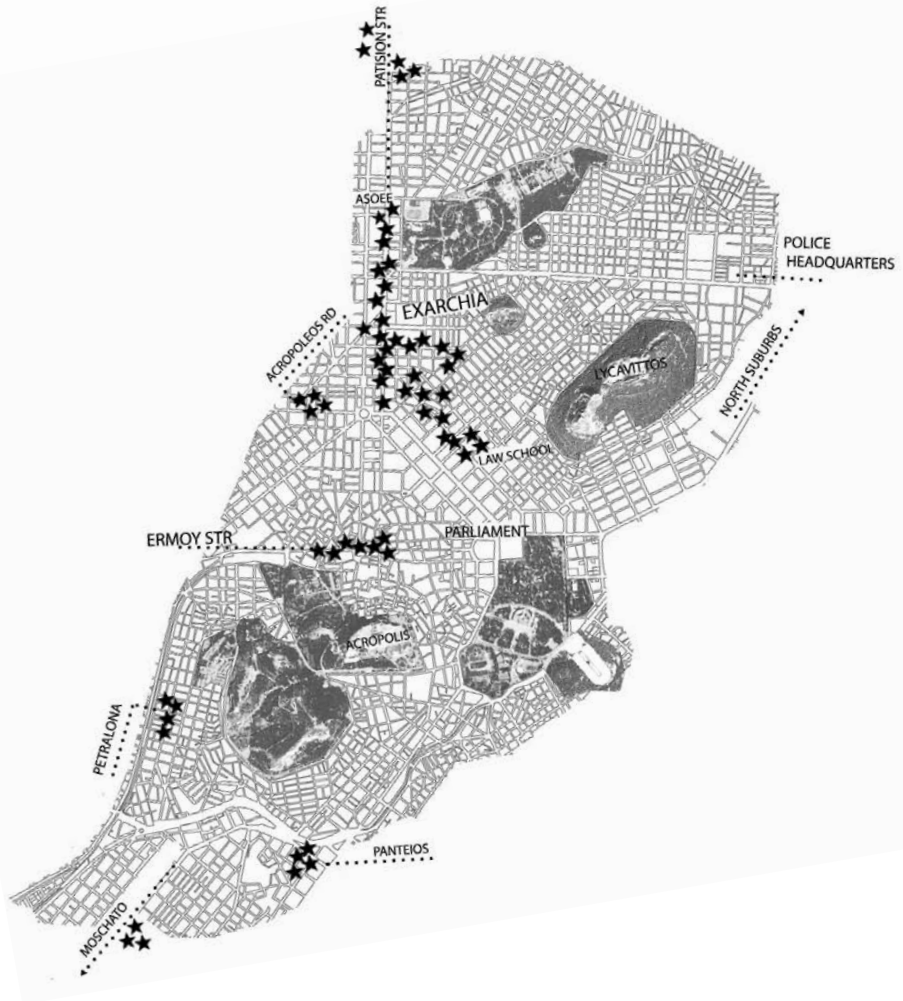 PATISION STR
ASOEE
POLICE
HEADQUARTERS
EXARCHIA
ACROPOLEOS RD
LYCAVITTOS
NORTH SUBURBS
LAW SCHOOL
PARLIAMENT
ERMOY STR
ACROPOLIS
PETRALONA
PANTEIOS
MOSCHATO